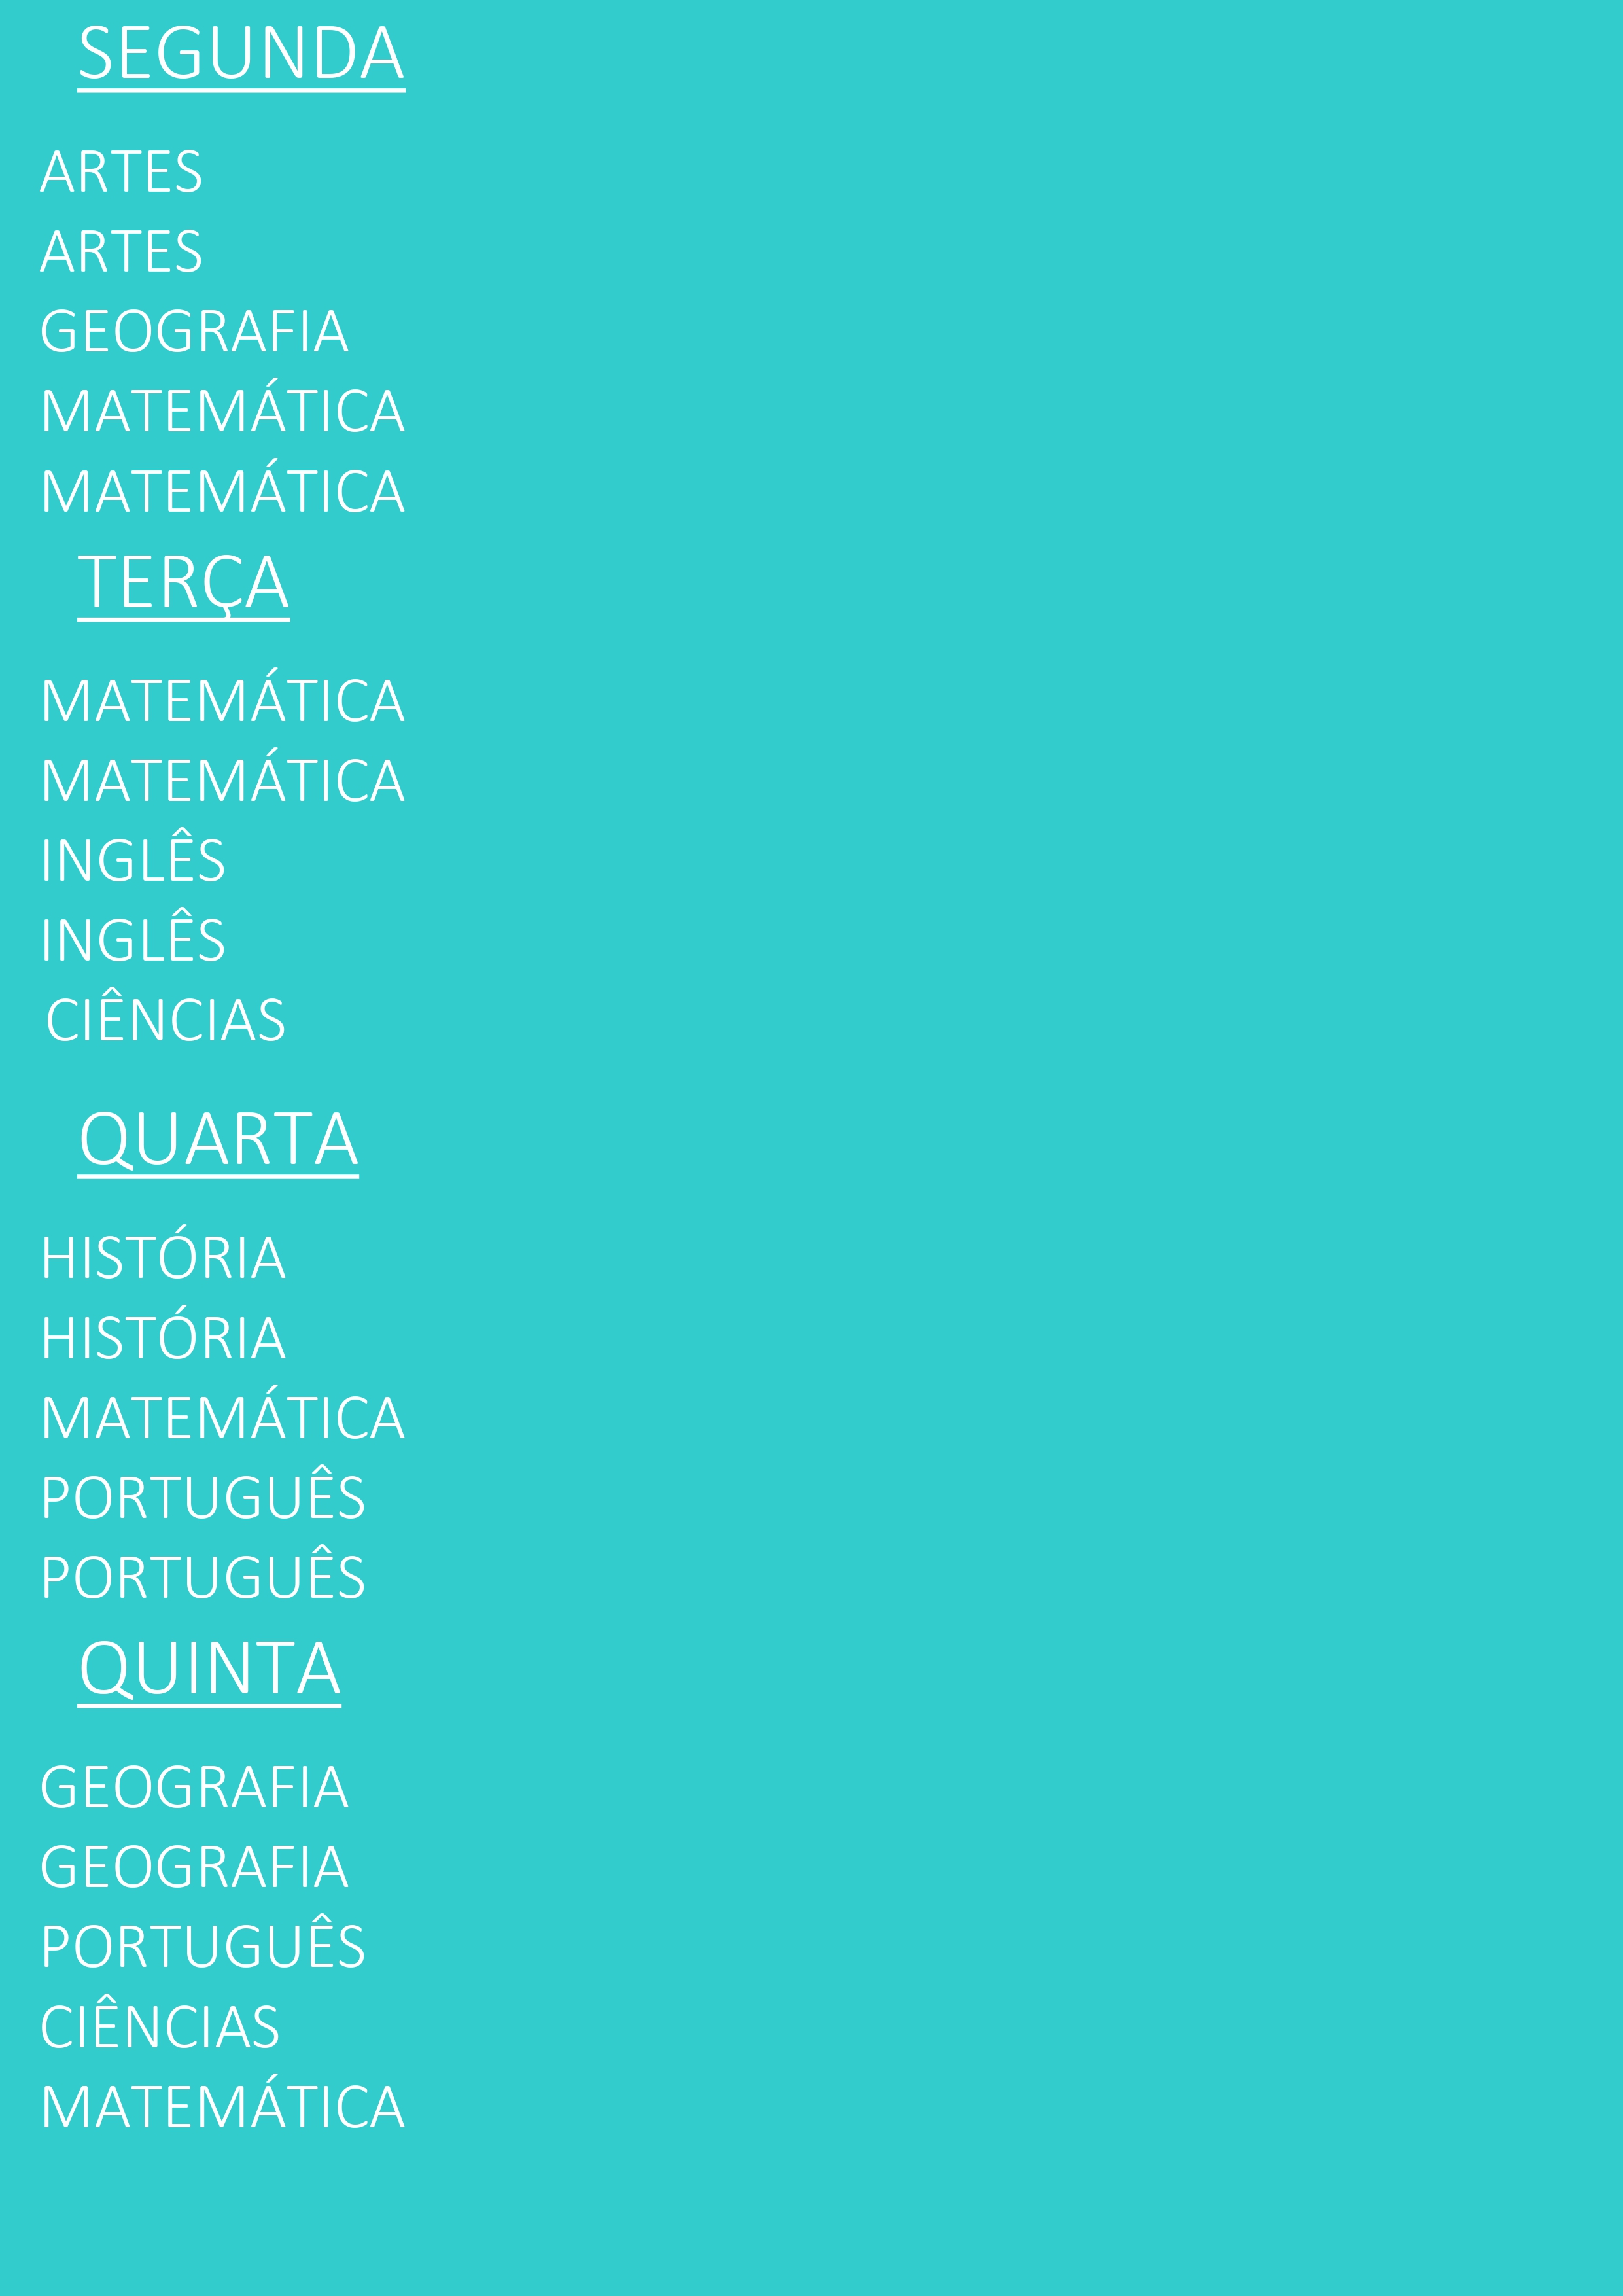 SEGUNDA
ARTES
ARTES
GEOGRAFIA
MATEMÁTICA
MATEMÁTICA
TERÇA
MATEMÁTICA
MATEMÁTICA
INGLÊS
INGLÊS
CIÊNCIAS
QUARTA
HISTÓRIA
HISTÓRIA
MATEMÁTICA
PORTUGUÊS
PORTUGUÊS
QUINTA
GEOGRAFIA
GEOGRAFIA
PORTUGUÊS
CIÊNCIAS
MATEMÁTICA